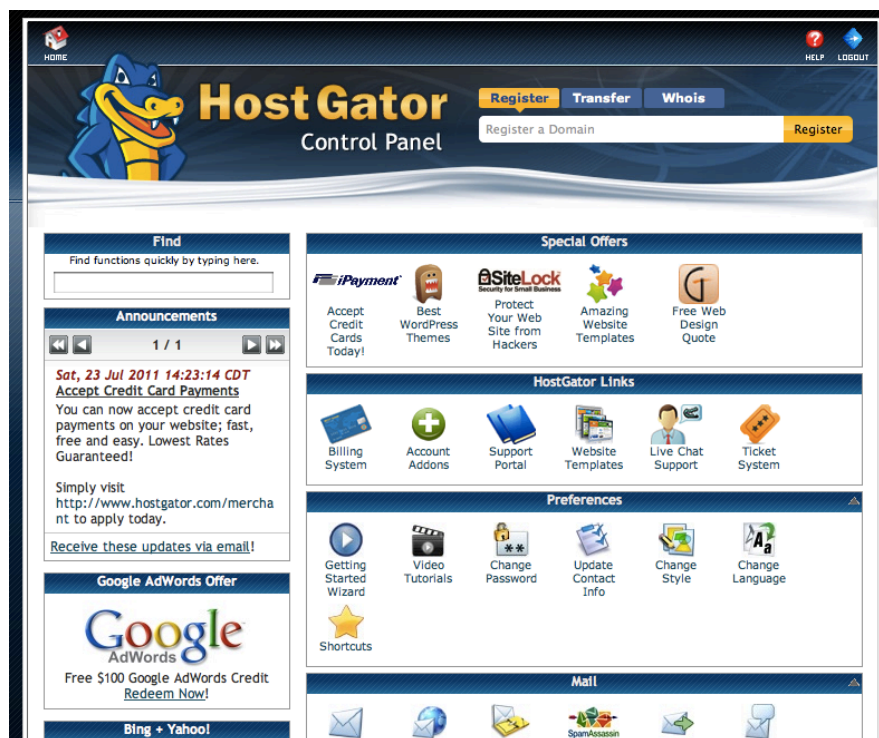 HOME
HELP LOGOUT
HostGator
Control Panel
Register Transfer Whois
Register a Domain Register
Find
Find functions quickly by typing here.
Announcements
1 / 1
Sat, 23 Jul 2011 14:23:14 CDT
Accept Credit Card Payments
You can now accept credit card
payments on your website; fast,
free and easy. Lowest Rates
Guaranteed!
Simply visit
http://www.hostgator.com/mercha
nt to apply today.
Receive these updates via email!
Google AdWords Offer
Google
AdWords
Free $100 Google AdWords Credit
Redeem Now!
Bing + Yahoo!
Special Offers
iPayment
Accept
Credit
Cards
Today!
Best
WordPress
Themes
SiteLock
Security for Small Business
Protect
Your Web
Site from
Hackers
Amazing
Website
Templates
G
Free Web
Design
Quote
HostGator Links
Billing
System
Account
Addons
Support
Portal
Website
Templates
Live Chat
Support
Ticket
System
Preferences
Getting
Started
Wizard
Video
Tutorials
**
Change
Password
Update
Contact
Info
Change
Style
A
a
Change
Language
Shortcuts
Mail
SpamAssassin